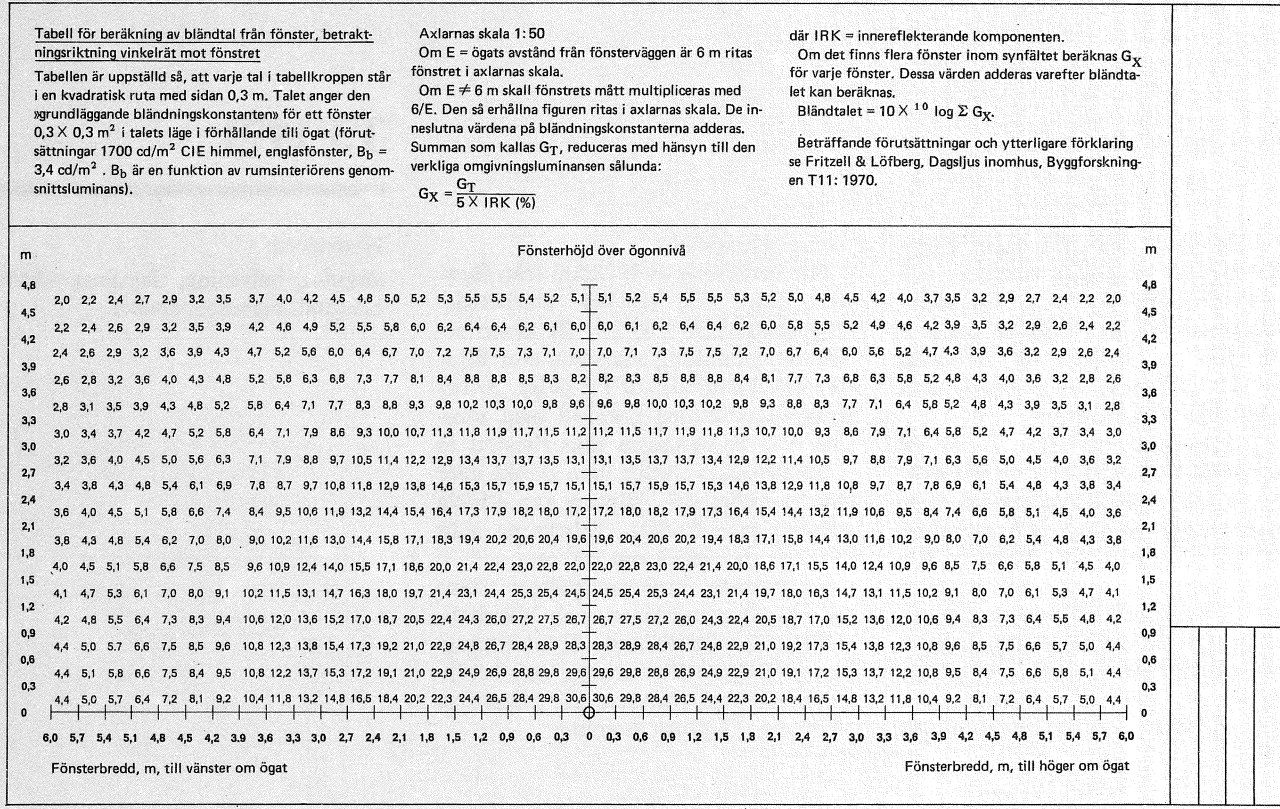 Tabell för beräkning av bländtal från fönster, betrakt-
ningsriktning vinkelrät mot fönstret
Tabellen är uppställd så, att varje tal i tabellkroppen står
i en kvadratisk ruta med sidan 0,3 m. Talet anger den
»grundläggande bländningskonstanten» för ett fönster
0,3 X 0,3 m² i talets läge i förhållande till ögat (förut-
sättningar 1700 cd/m² CIE himmel, englasfönster, Bb =
3,4 cd/m² . Bb är en funktion av rumsinteriörens genom-
snittsluminans).
Axlarnas skala 1:50
Om E = ögats avstånd från fönsterväggen är 6 m ritas
fönstret i axlarnas skala.
Om E ≠ 6 m skall fönstrets mått multipliceras med
6/E. Den så erhållna figuren ritas i axlarnas skala. De in-
neslutna värdena på bländningskonstanterna adderas.
Summan som kallas GT, reduceras med hänsyn till den
verkliga omgivningsluminansen sålunda:
GX = GT
5 X IRK (%)
där IRK = innereflekterande komponenten.
Om det finns flera fönster inom synfältet beräknas GX
för varje fönster. Dessa värden adderas varefter bländta-
let kan beräknas.
Bländtalet = 10 X ¹⁰ log Σ GX.
Beträffande förutsättningar och ytterligare förklaring
se Fritzell & Löfberg, Dagsljus inomhus, Byggforskning-
en T11: 1970.
m Fönsterhöjd över ögonnivå m
4,8 4,8
2,0 2,2 2,4 2,7 2,9 3,2 3,5 3,7 4,0 4,2 4,5 4,8 5,0 5,2 5,3 5,5 5,5 5,4 5,2 5,1 5,1 5,2 5,4 5,5 5,5 5,3 5,2 5,0 4,8 4,5 4,2 4,0 3,7 3,5 3,2 2,9 2,7 2,4 2,2 2,0
4,5 4,5
2,2 2,4 2,6 2,9 3,2 3,5 3,9 4,2 4,6 4,9 5,2 5,5 5,8 6,0 6,2 6,4 6,4 6,2 6,1 6,0 6,0 6,1 6,2 6,4 6,4 6,2 6,0 5,8 5,5 5,2 4,9 4,6 4,2 3,9 3,5 3,2 2,9 2,6 2,4 2,2
4,2 4,2
2,4 2,6 2,9 3,2 3,6 3,9 4,3 4,7 5,2 5,6 6,0 6,4 6,7 7,0 7,2 7,5 7,5 7,3 7,1 7,0 7,0 7,1 7,3 7,5 7,5 7,2 7,0 6,7 6,4 6,0 5,6 5,2 4,7 4,3 3,9 3,6 3,2 2,9 2,6 2,4
3,9 3,9
2,6 2,8 3,2 3,6 4,0 4,3 4,8 5,2 5,8 6,3 6,8 7,3 7,7 8,1 8,4 8,8 8,8 8,5 8,3 8,2 8,2 8,3 8,5 8,8 8,8 8,4 8,1 7,7 7,3 6,8 6,3 5,8 5,2 4,8 4,3 4,0 3,6 3,2 2,8 2,6
3,6 3,6
2,8 3,1 3,5 3,9 4,3 4,8 5,2 5,8 6,4 7,1 7,7 8,3 8,8 9,3 9,8 10,2 10,3 10,0 9,8 9,6 9,6 9,8 10,0 10,3 10,2 9,8 9,3 8,8 8,3 7,7 7,1 6,4 5,8 5,2 4,8 4,3 3,9 3,5 3,1 2,8
3,3 3,3
3,0 3,4 3,7 4,2 4,7 5,2 5,8 6,4 7,1 7,9 8,6 9,3 10,0 10,7 11,3 11,8 11,9 11,7 11,5 11,2 11,2 11,5 11,7 11,9 11,8 11,3 10,7 10,0 9,3 8,6 7,9 7,1 6,4 5,8 5,2 4,7 4,2 3,7 3,4 3,0
3,0 3,0
3,2 3,6 4,0 4,5 5,0 5,6 6,3 7,1 7,9 8,8 9,7 10,5 11,4 12,2 12,9 13,4 13,7 13,7 13,5 13,1 13,1 13,5 13,7 13,7 13,4 12,9 12,2 11,4 10,5 9,7 8,8 7,9 7,1 6,3 5,6 5,0 4,5 4,0 3,6 3,2
2,7 2,7
3,4 3,8 4,3 4,8 5,4 6,1 6,9 7,8 8,7 9,7 10,8 11,8 12,9 13,8 14,6 15,3 15,7 15,9 15,7 15,1 15,1 15,7 15,9 15,7 15,3 14,6 13,8 12,9 11,8 10,8 9,7 8,7 7,8 6,9 6,1 5,4 4,8 4,3 3,8 3,4
2,4 2,4
3,6 4,0 4,5 5,1 5,8 6,6 7,4 8,4 9,5 10,6 11,9 13,2 14,4 15,4 16,4 17,3 17,9 18,2 18,0 17,2 17,2 18,0 18,2 17,9 17,3 16,4 15,4 14,4 13,2 11,9 10,6 9,5 8,4 7,4 6,6 5,8 5,1 4,5 4,0 3,6
2,1 2,1
3,8 4,3 4,8 5,4 6,2 7,0 8,0 9,0 10,2 11,6 13,0 14,4 15,8 17,1 18,3 19,4 20,2 20,6 20,4 19,6 19,6 20,4 20,6 20,2 19,4 18,3 17,1 15,8 14,4 13,0 11,6 10,2 9,0 8,0 7,0 6,2 5,4 4,8 4,3 3,8
1,8 1,8
4,0 4,5 5,1 5,8 6,6 7,5 8,5 9,6 10,9 12,4 14,0 15,5 17,1 18,6 20,0 21,4 22,4 23,0 22,8 22,0 22,0 22,8 23,0 22,4 21,4 20,0 18,6 17,1 15,5 14,0 12,4 10,9 9,6 8,5 7,5 6,6 5,8 5,1 4,5 4,0
1,5 1,5
4,1 4,7 5,3 6,1 7,0 8,0 9,1 10,2 11,5 13,1 14,7 16,3 18,0 19,7 21,4 23,1 24,4 25,3 25,4 24,5 24,5 25,4 25,3 24,4 23,1 21,4 19,7 18,0 16,3 14,7 13,1 11,5 10,2 9,1 8,0 7,0 6,1 5,3 4,7 4,1
1,2 1,2
4,2 4,8 5,5 6,4 7,3 8,3 9,4 10,6 12,0 13,6 15,2 17,0 18,7 20,5 22,4 24,3 26,0 27,2 27,5 26,7 26,7 27,5 27,2 26,0 24,3 22,4 20,5 18,7 17,0 15,2 13,6 12,0 10,6 9,4 8,3 7,3 6,4 5,5 4,8 4,2
0,9 0,9
4,4 5,0 5,7 6,6 7,5 8,5 9,6 10,8 12,3 13,8 15,4 17,3 19,2 21,0 22,9 24,8 26,7 28,4 28,9 28,3 28,3 28,9 28,4 26,7 24,8 22,9 21,0 19,2 17,3 15,4 13,8 12,3 10,8 9,6 8,5 7,5 6,6 5,7 5,0 4,4
0,6 0,6
4,4 5,1 5,8 6,6 7,5 8,4 9,5 10,8 12,2 13,7 15,3 17,2 19,1 21,0 22,9 24,9 26,9 28,8 29,8 29,6 29,6 29,8 28,8 26,9 24,9 22,9 21,0 19,1 17,2 15,3 13,7 12,2 10,8 9,5 8,4 7,5 6,6 5,8 5,1 4,4
0,3 0,3
4,4 5,0 5,7 6,4 7,2 8,1 9,2 10,4 11,8 13,2 14,8 16,5 18,4 20,2 22,3 24,4 26,5 28,4 29,8 30,6 30,6 29,8 28,4 26,5 24,4 22,3 20,2 18,4 16,5 14,8 13,2 11,8 10,4 9,2 8,1 7,2 6,4 5,7 5,0 4,4
0 0
6,0 5,7 5,4 5,1 4,8 4,5 4,2 3.9 3,6 3,3 3,0 2,7 2,4 2,1 1,8 1,5 1,2 0,9 0,6 0,3 0 0,3 0,6 0,9 1,2 1,5 1,8 2,1 2,4 2,7 3,0 3,3 3,6 3,9 4,2 4,5 4,8 5,1 5,4 5,7 6,0
Fönsterbredd, m, till vänster om ögat Fönsterbredd, m, till höger om ögat